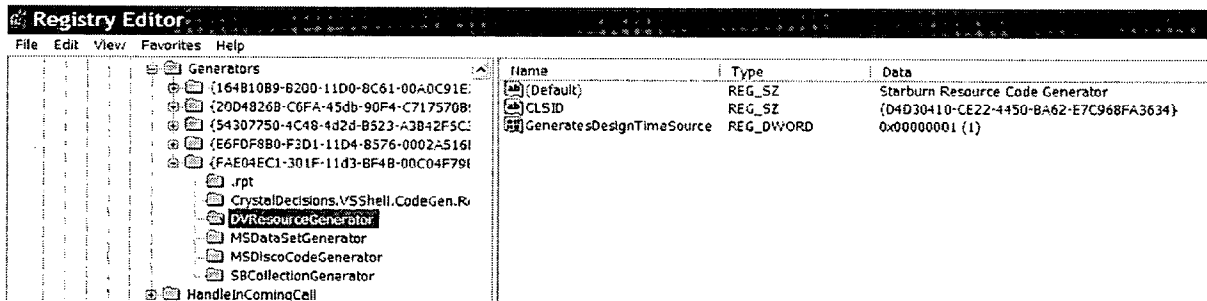 Registry Editor
File Edit View Favorites Help
Generators
{164B10B9-B200-11D0-8C61-00A0C91E
{20D4826B-C6FA-45db-90F4-C717570B
{54307750-4C48-4d2d-B523-A3B42F5C
{E6FDF8B0-F3D1-11D4-8576-0002A516
{FAE04EC1-301F-11d3-BF4B-00C04F79
.rpt
CrystalDecisions.VSShell.CodeGen.R
DVResourceGenerator
MSDataSetGenerator
MSDiscoCodeGenerator
SBCollectionGenerator
HandleInComingCall
Name Type Data
(Default) REG_SZ Starburn Resource Code Generator
CLSID REG_SZ {D4D30410-CE22-4450-BA62-E7C968FA3634}
GeneratesDesignTimeSource REG_DWORD 0x00000001 (1)